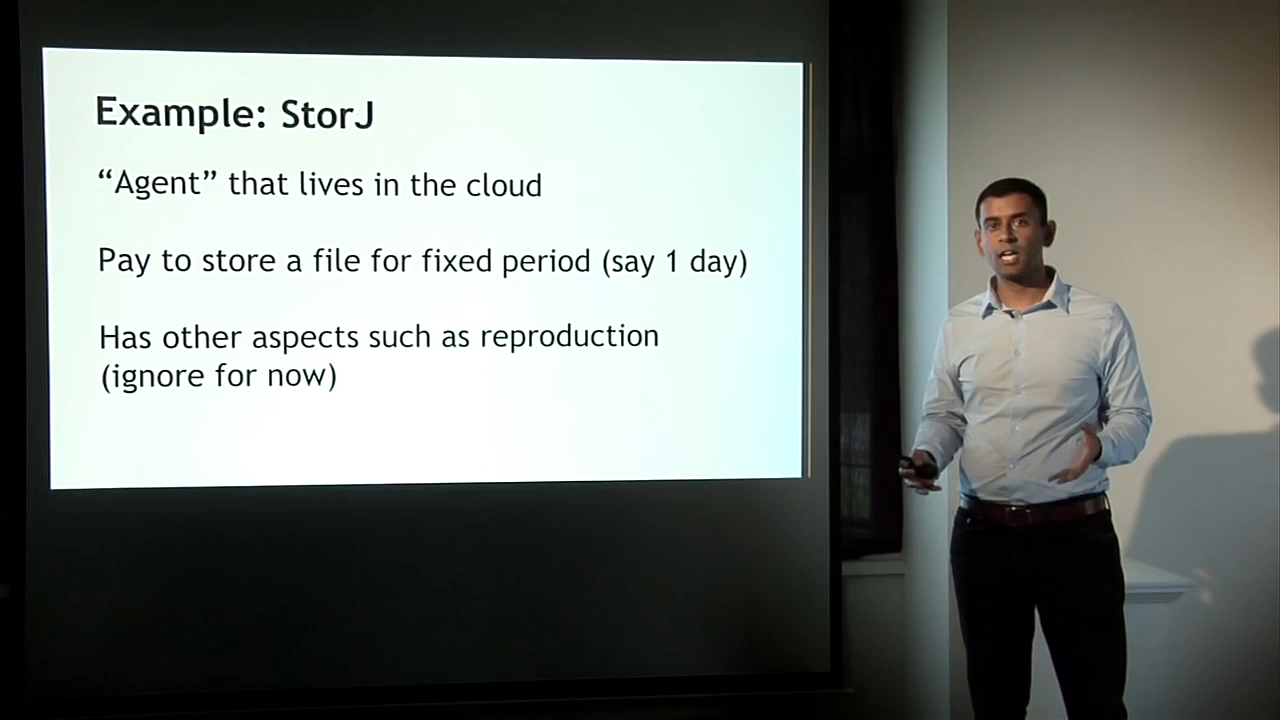 Example: StorJ
“Agent” that lives in the cloud
Pay to store a file for fixed period (say 1 day)
Has other aspects such as reproduction
(ignore for now)